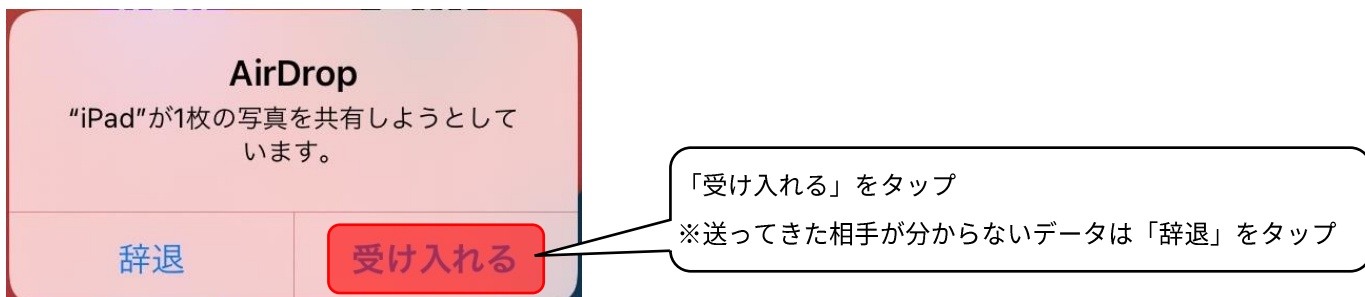 AirDrop
“iPad”が1枚の写真を共有しようとして
います。
辞退
受け入れる
「受け入れる」をタップ
※送ってきた相手が分からないデータは「辞退」をタップ